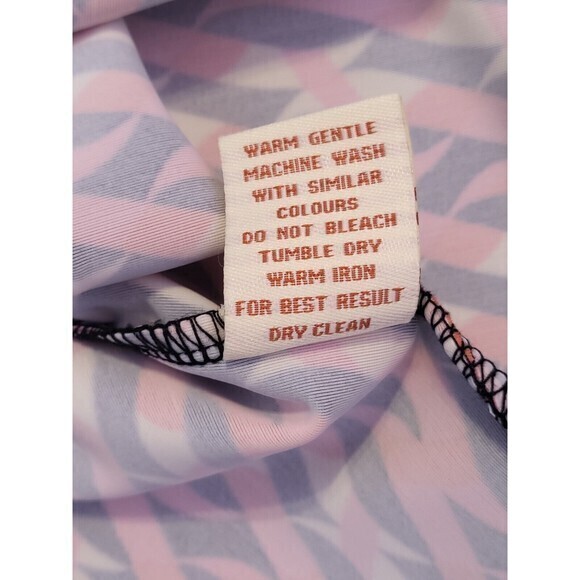 WARM GENTLE
MACHINE WASH
WITH SIMILAR
COLOURS
DO NOT BLEACH
TUMBLE DRY
WARM IRON
FOR BEST RESULT
DRY CLEAN